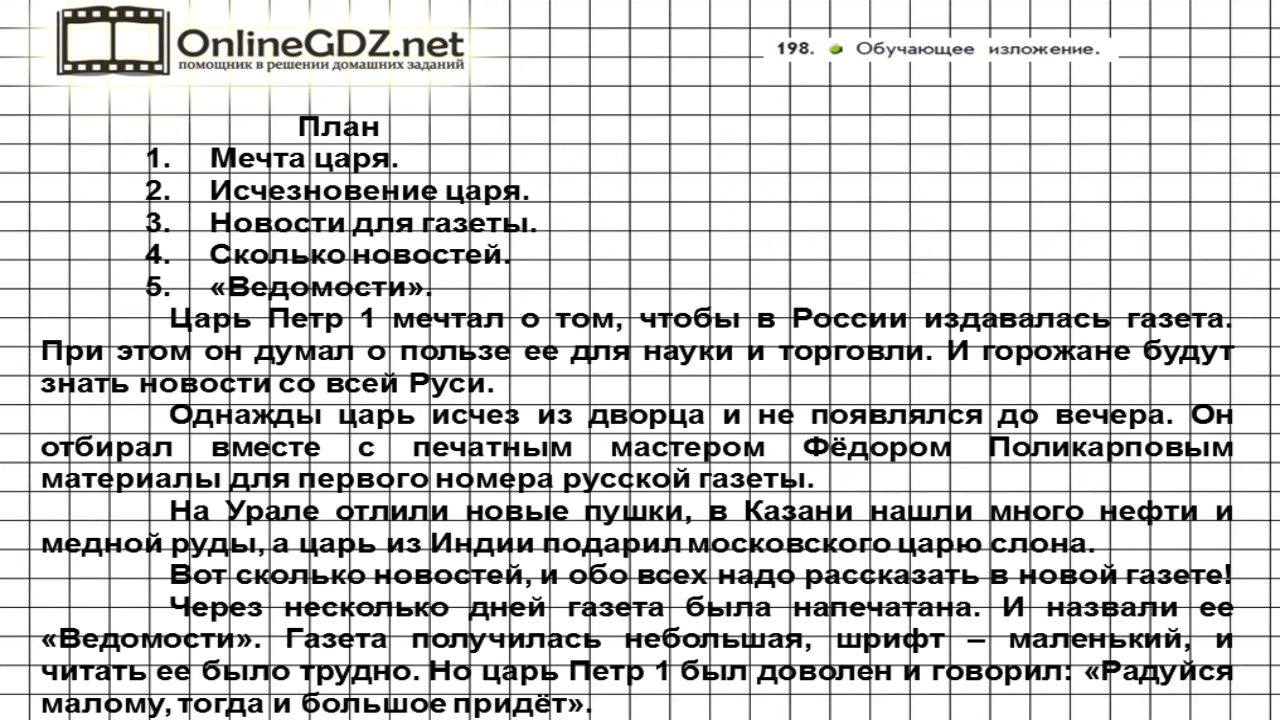 OnlineGDZ.net
помощник в решении домашних заданий
198. Обучающее изложение.
План
1. Мечта царя.
2. Исчезновение царя.
3. Новости для газеты.
4. Сколько новостей.
5. «Ведомости».
Царь Петр 1 мечтал о том, чтобы в России издавалась газета.
При этом он думал о пользе ее для науки и торговли. И горожане будут
знать новости со всей Руси.
Однажды царь исчез из дворца и не появлялся до вечера. Он
отбирал вместе с печатным мастером Фёдором Поликарповым
материалы для первого номера русской газеты.
На Урале отлили новые пушки, в Казани нашли много нефти и
медной руды, а царь из Индии подарил московского царю слона.
Вот сколько новостей, и обо всех надо рассказать в новой газете!
Через несколько дней газета была напечатана. И назвали ее
«Ведомости». Газета получилась небольшая, шрифт – маленький, и
читать ее было трудно. Но царь Петр 1 был доволен и говорил: «Радуйся
малому, тогда и большое придёт».